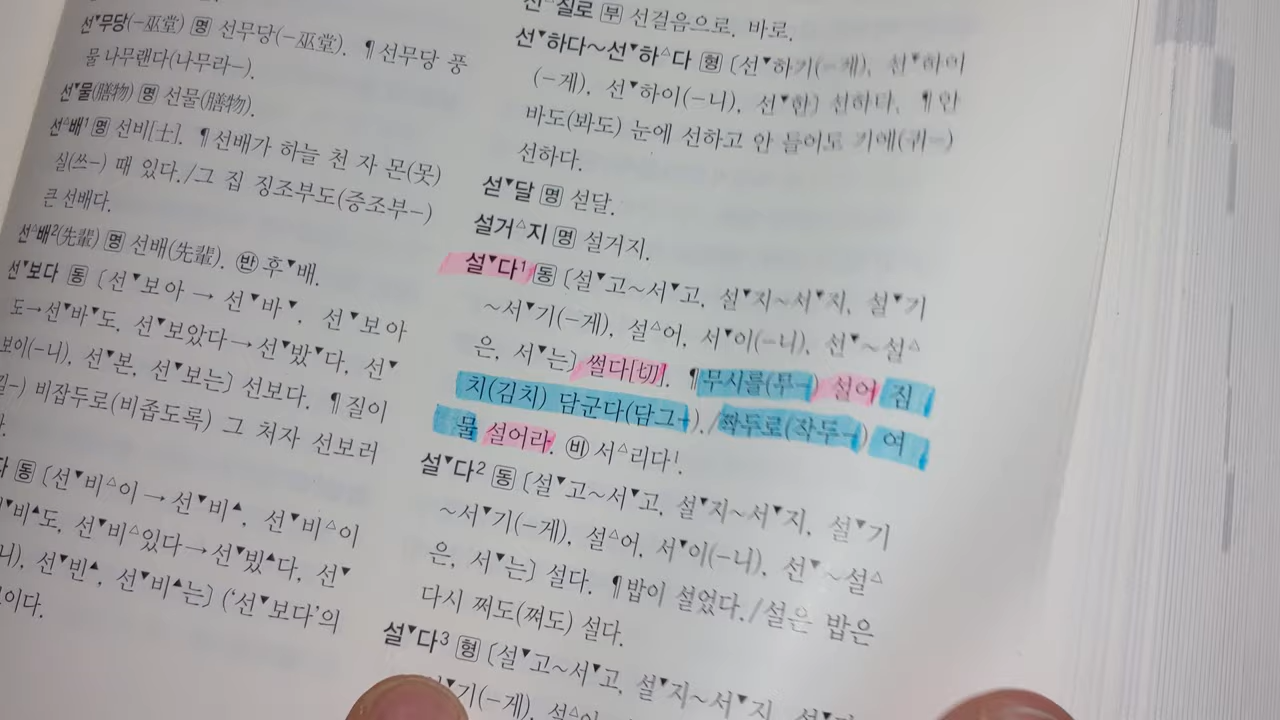 선▼무당(-巫堂) 명 선무당(-巫堂). ¶선무당 풍
물 나무랜다(나무라-).
선▼물(膳物) 명 선물(膳物).
선△배¹ 명 선비[士]. ¶선배가 하늘 천 자 몬(못)
실(쓰-) 때 있다./그 집 징조부도(증조부-)
큰 선배다.
선△배²(先輩) 명 선배(先輩). 반 후▼배.
선▼보다 동 〔선▼보아 → 선▼바▼, 선▼보아
도→선▼바▼도, 선▼보았다→선▼밨▼다, 선▼
보이(-니), 선▼본, 선▼보는〕 선보다. ¶질이
비잡두로(비좁도록) 그 처자 선보러
동 〔선▼비△이 → 선▼비▲, 선▼비△이
▼비▲도, 선▼비△있다→선▼빘▲다, 선▼
니), 선▼빈▲, 선▼비▲는〕 ('선▼보다'의
이다.
질로 부 선걸음으로. 바로.
선▼하다~선▼하△다 형 〔선▼하기(-게), 선▼하이
(-게), 선▼하이(-니), 선▼한〕 선하다. ¶안
바도(봐도) 눈에 선하고 안 들어도 기에(귀-)
선하다.
섣▼달 명 섣달.
설거△지 명 설거지.
설▼다¹ 동 〔설▼고~서▼고, 설▼지~서▼지, 설▼기
~서▼기(-게), 설△어, 서▼이(-니), 선▼~설△
은, 서▼는〕 썰다[切]. ¶무시를(무-) 설어 짐
치(김치) 담군다(담그-)./짝두로(작두-) 여
물 설어라. 비 서△리다¹.
설▼다² 동 〔설▼고~서▼고, 설▼지~서▼지, 설▼기
~서▼기(-게), 설△어, 서▼이(-니), 선▼~설△
은, 서▼는〕 설다. ¶밥이 설었다./설은 밥은
다시 쩌도(쪄도) 설다.
설▼다³ 형 〔설▼고~서▼고, 설▼지~서▼지,
▼기(-게), 설△어